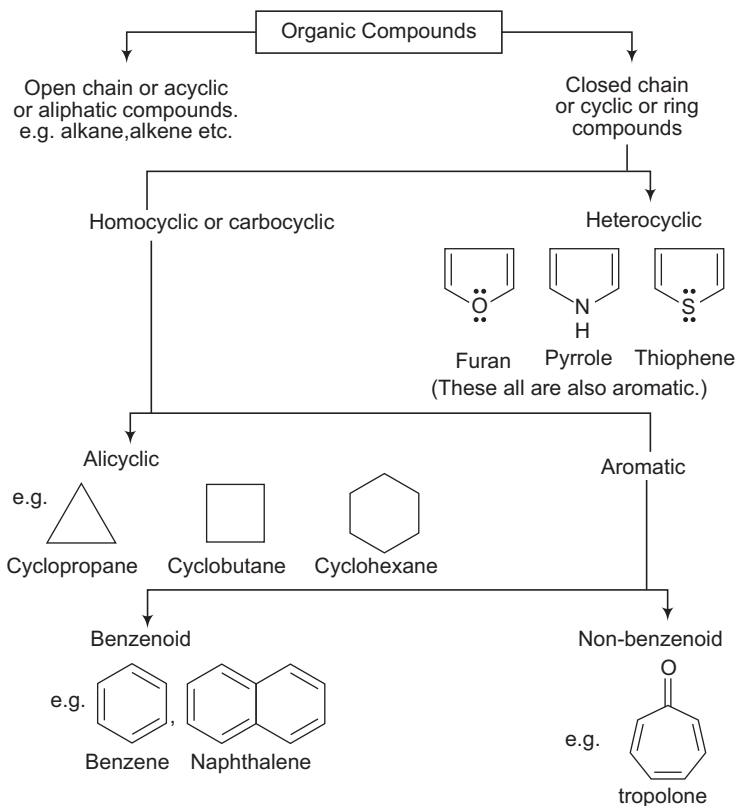 Organic Compounds
Open chain or acyclic
or aliphatic compounds.
e.g. alkane,alkene etc.
Closed chain
or cyclic or ring
compounds
Homocyclic or carbocyclic
Heterocyclic
O
N
H
S
Furan
Pyrrole
Thiophene
(These all are also aromatic.)
Alicyclic
Aromatic
e.g.
Cyclopropane
Cyclobutane
Cyclohexane
Benzenoid
Non-benzenoid
e.g.
,
Benzene
Naphthalene
O
e.g.
tropolone